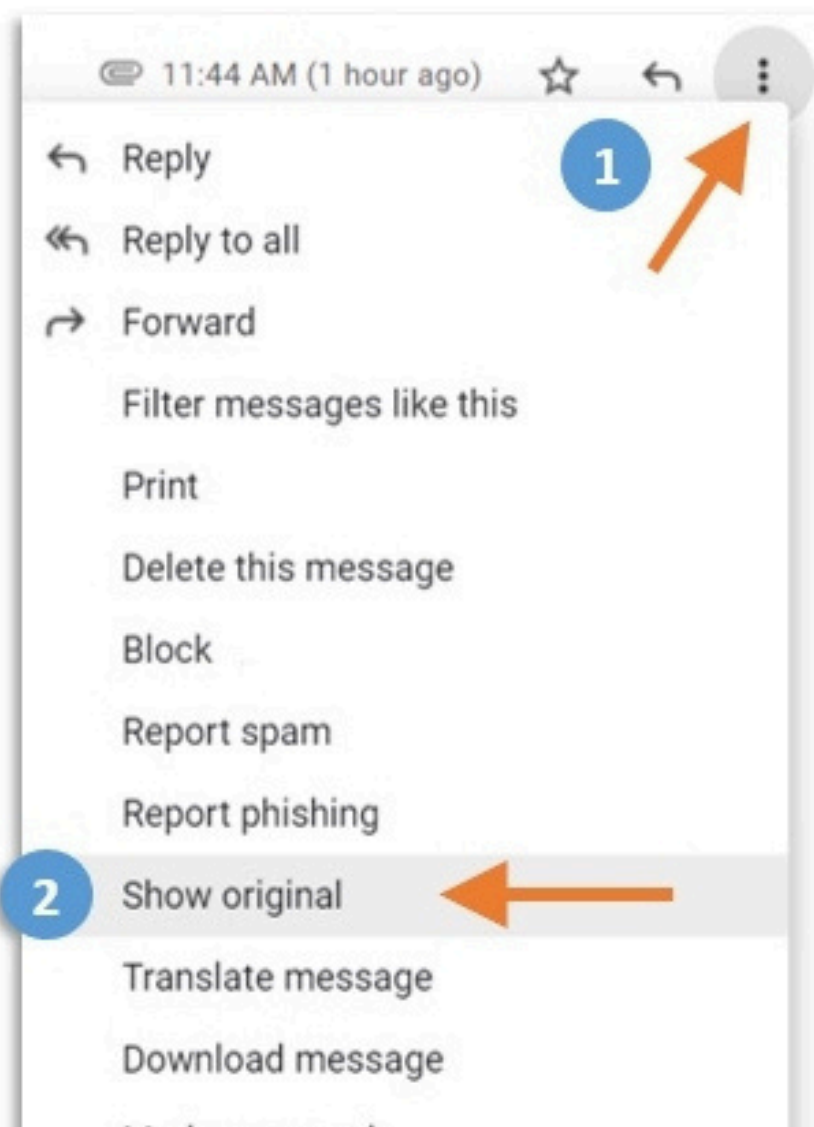 11:44 AM (1 hour ago)
1
Reply
Reply to all
Forward
Filter messages like this
Print
Delete this message
Block
Report spam
Report phishing
2 Show original
Translate message
Download message